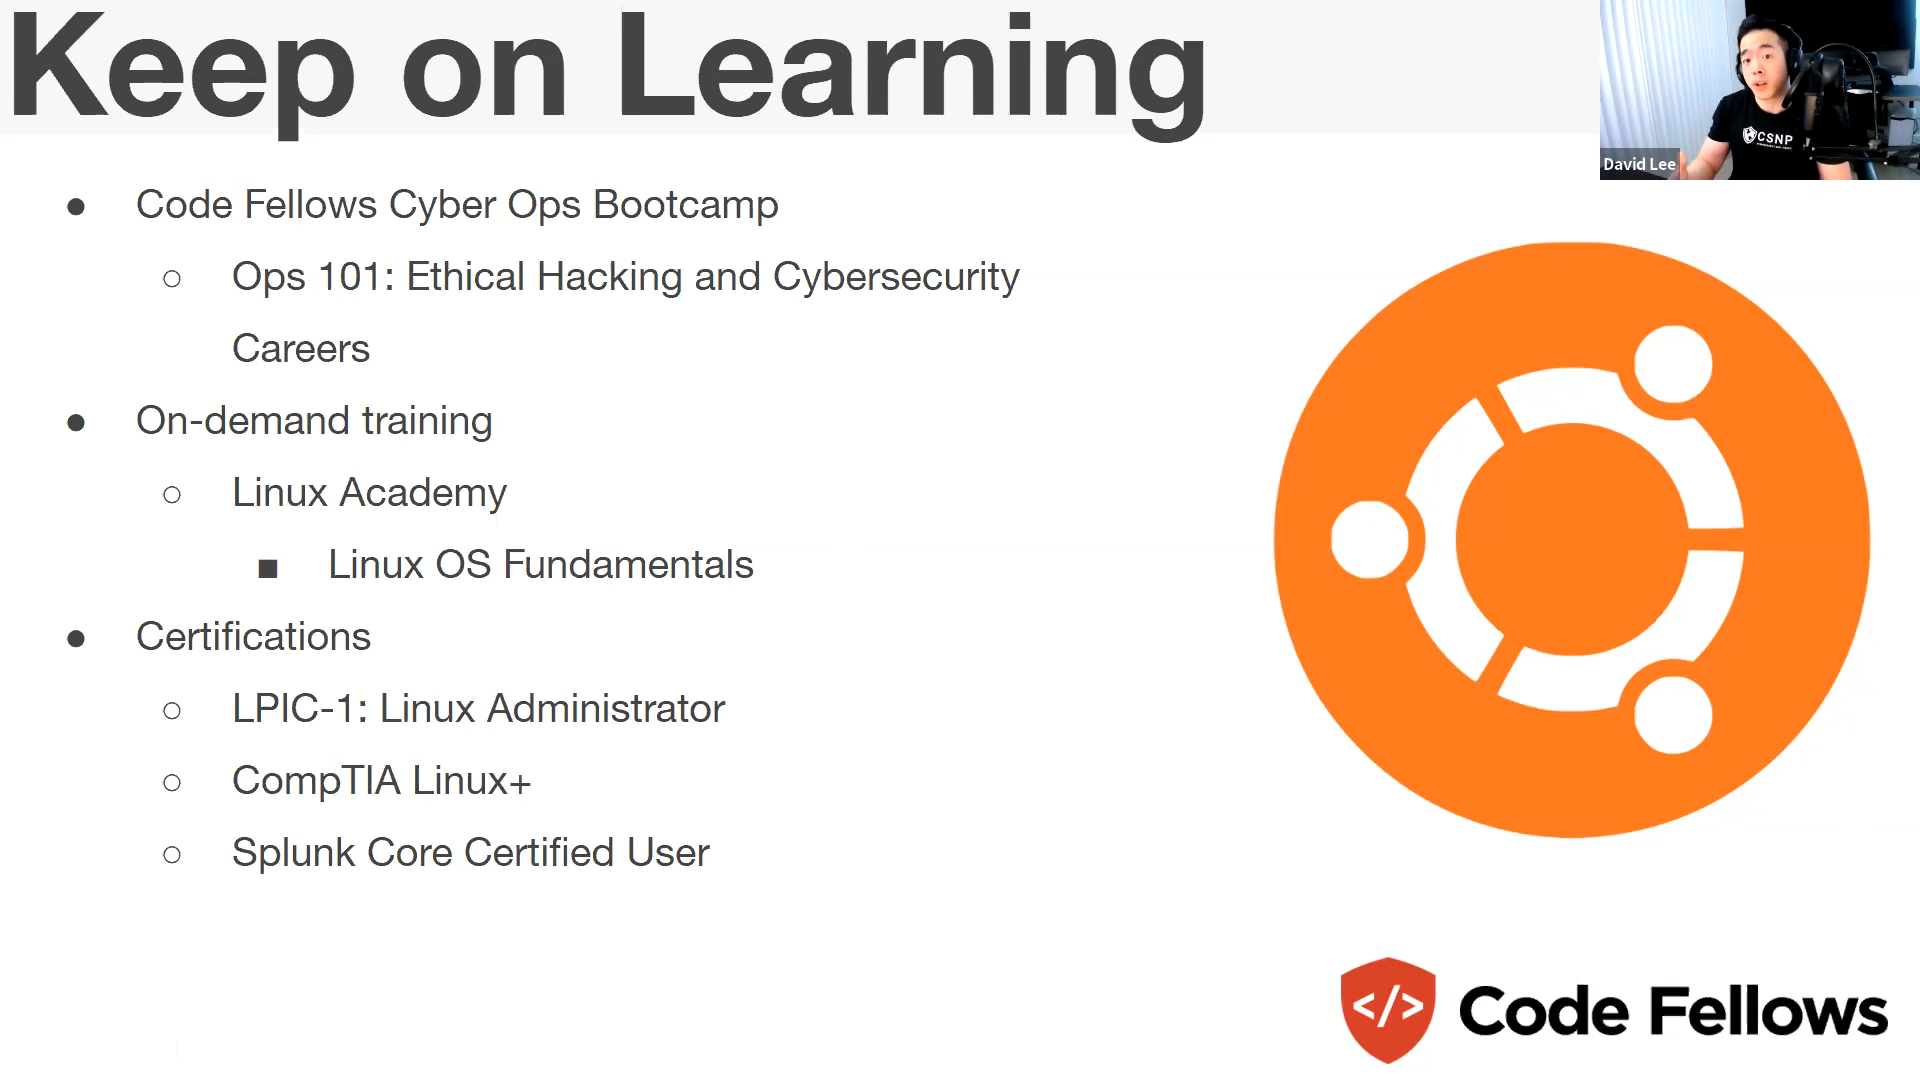 Keep on Learning
CSNP
David Lee
● Code Fellows Cyber Ops Bootcamp
○ Ops 101: Ethical Hacking and Cybersecurity
Careers
● On-demand training
○ Linux Academy
■ Linux OS Fundamentals
● Certifications
○ LPIC-1: Linux Administrator
○ CompTIA Linux+
○ Splunk Core Certified User
</> Code Fellows